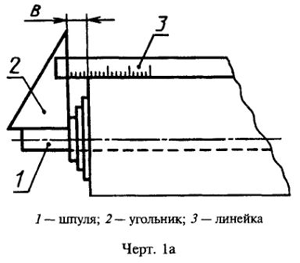 в
3
2
1
1 — шпуля; 2 — угольник; 3 — линейка
Черт. 1а